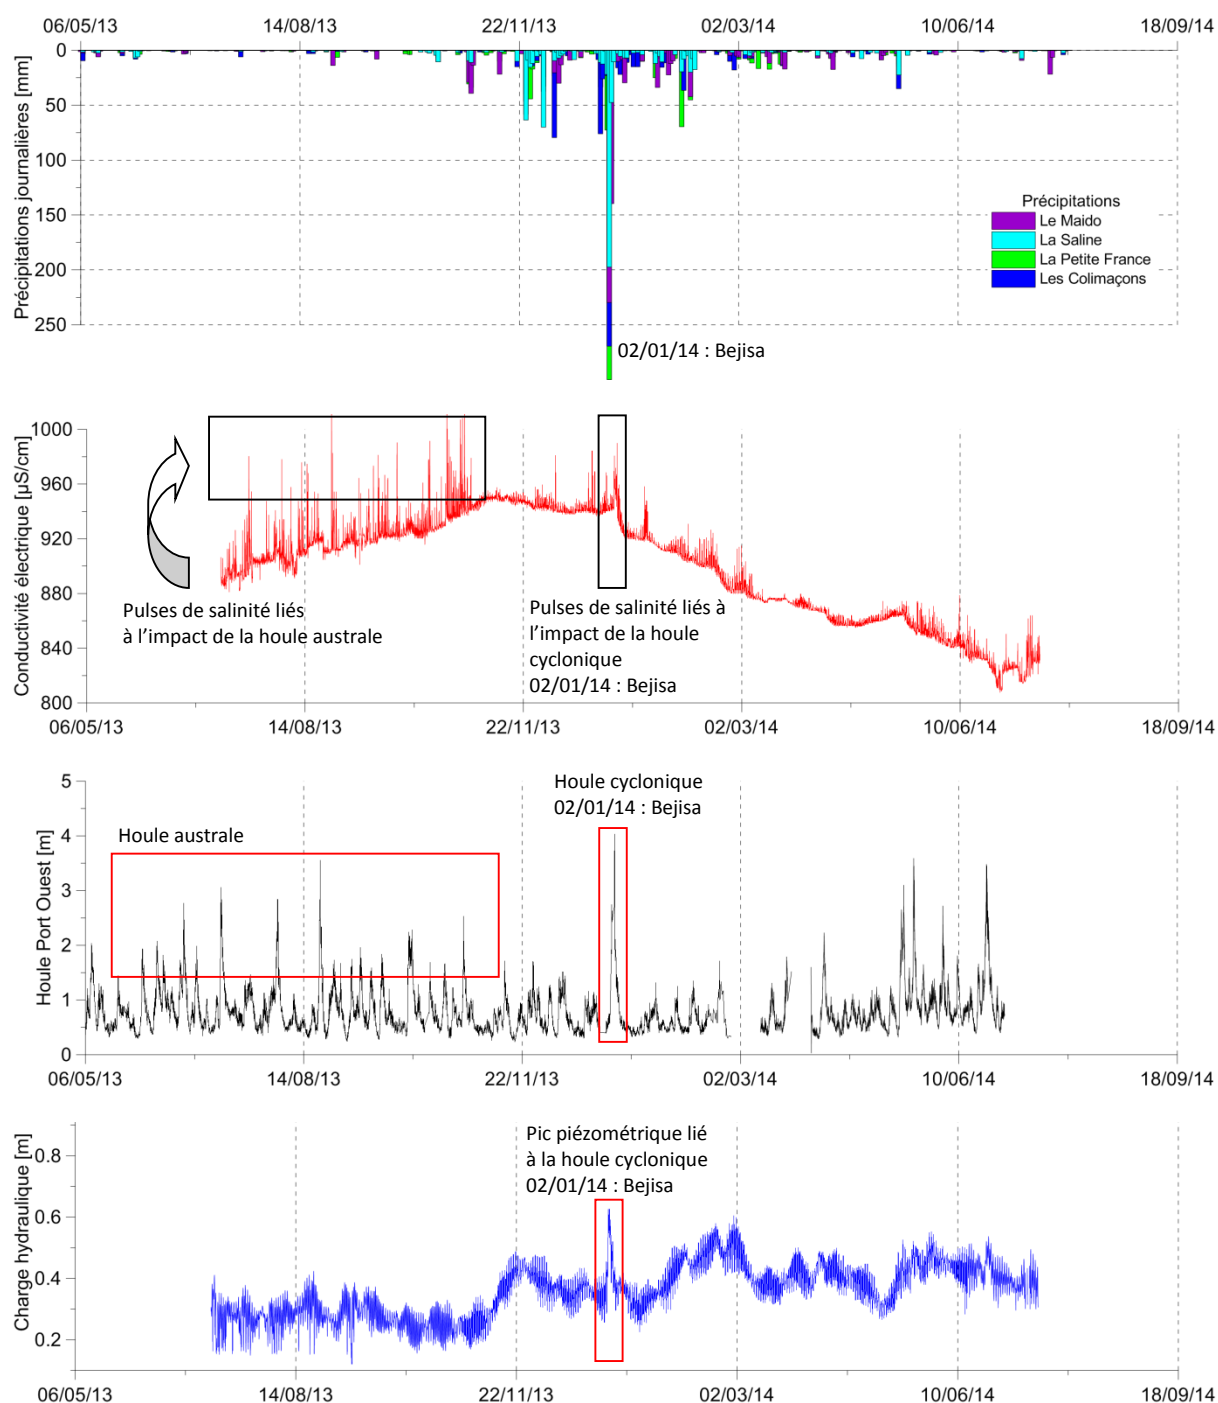 06/05/13 14/08/13 22/11/13 02/03/14 10/06/14 18/09/14
Précipitations journalières [mm]
0
50
100
150
200
250
Précipitations
Le Maido
La Saline
La Petite France
Les Colimaçons
02/01/14 : Bejisa
Conductivité électrique [µS/cm]
1000
960
920
880
840
800
Pulses de salinité liés
à l'impact de la houle australe
Pulses de salinité liés à
l'impact de la houle
cyclonique
02/01/14 : Bejisa
06/05/13 14/08/13 22/11/13 02/03/14 10/06/14 18/09/14
Houle Port Ouest [m]
5
4
3
2
1
0
Houle australe
Houle cyclonique
02/01/14 : Bejisa
06/05/13 14/08/13 22/11/13 02/03/14 10/06/14 18/09/14
Charge hydraulique [m]
0.8
0.6
0.4
0.2
Pic piézométrique lié
à la houle cyclonique
02/01/14 : Bejisa
06/05/13 14/08/13 22/11/13 02/03/14 10/06/14 18/09/14